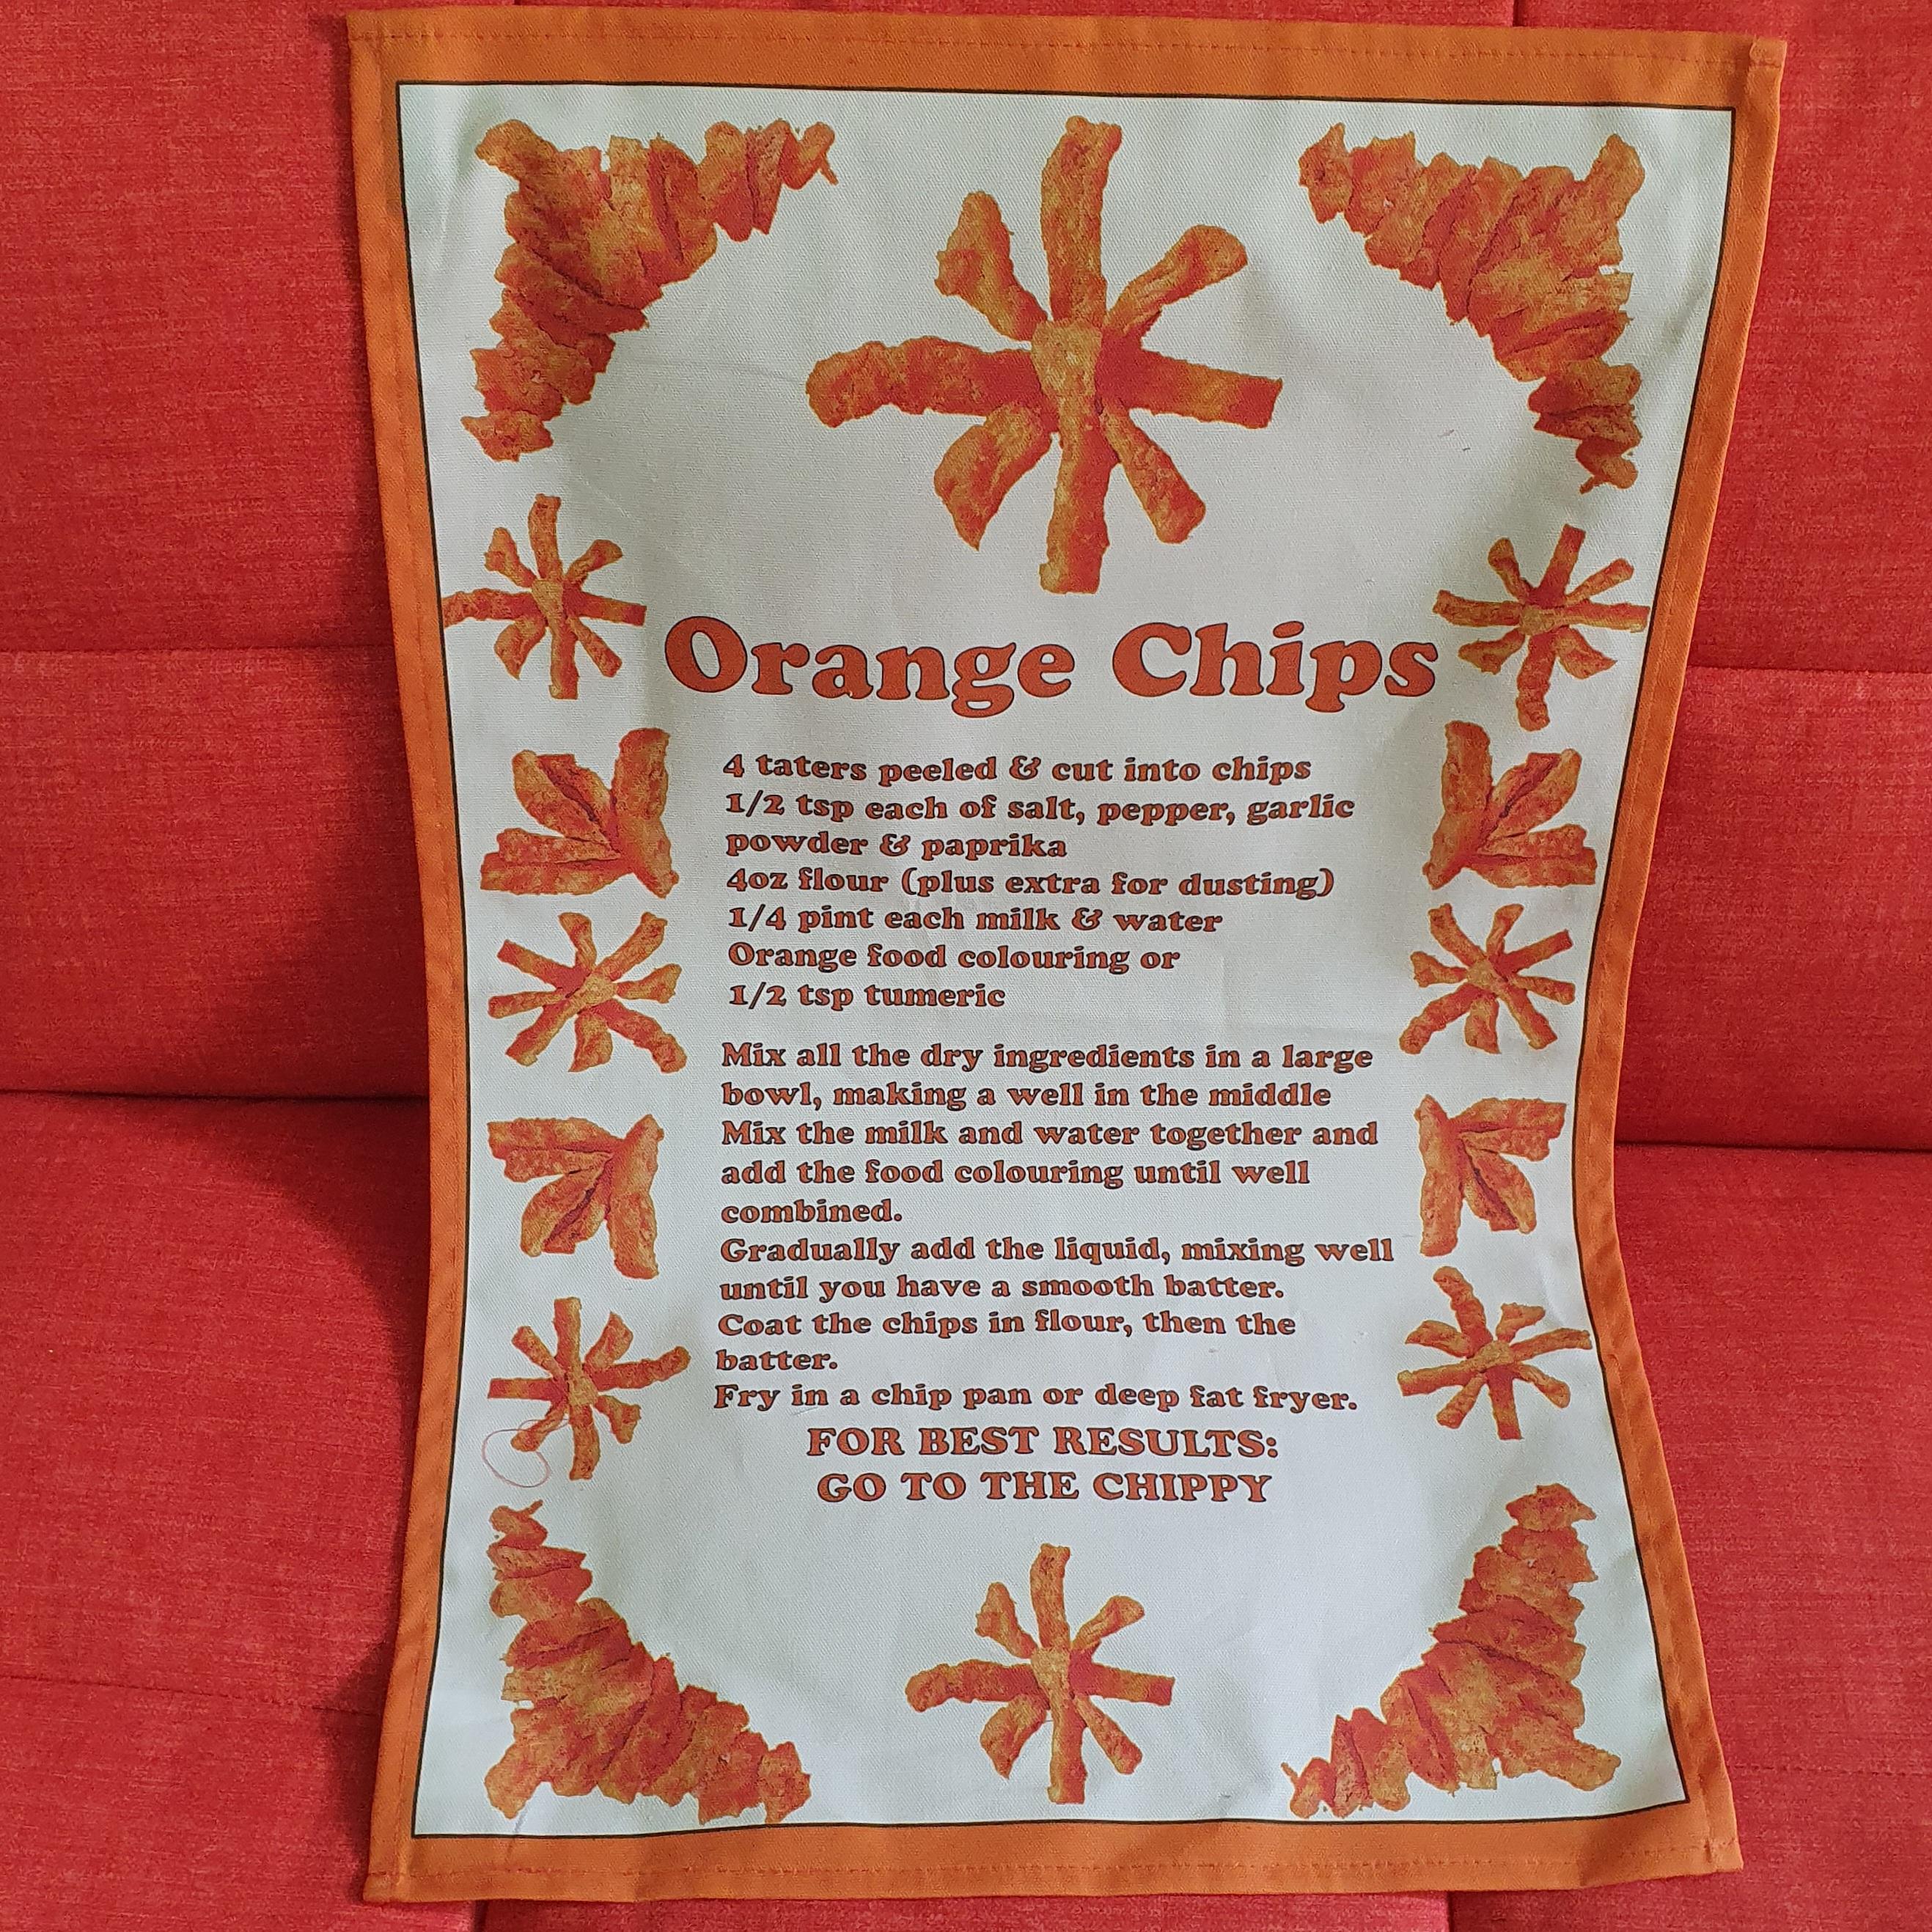 Orange Chips
4 taters peeled & cut into chips
1/2 tsp each of salt, pepper, garlic
powder & paprika
4oz flour (plus extra for dusting)
1/4 pint each milk & water
Orange food colouring or
1/2 tsp tumeric
Mix all the dry ingredients in a large
bowl, making a well in the middle
Mix the milk and water together and
add the food colouring until well
combined.
Gradually add the liquid, mixing well
until you have a smooth batter.
Coat the chips in flour, then the
batter.
Fry in a chip pan or deep fat fryer.
FOR BEST RESULTS:
GO TO THE CHIPPY